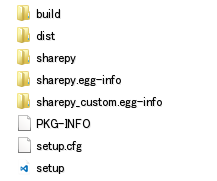 build
dist
sharepy
sharepy.egg-info
sharepy_custom.egg-info
PKG-INFO
setup.cfg
setup